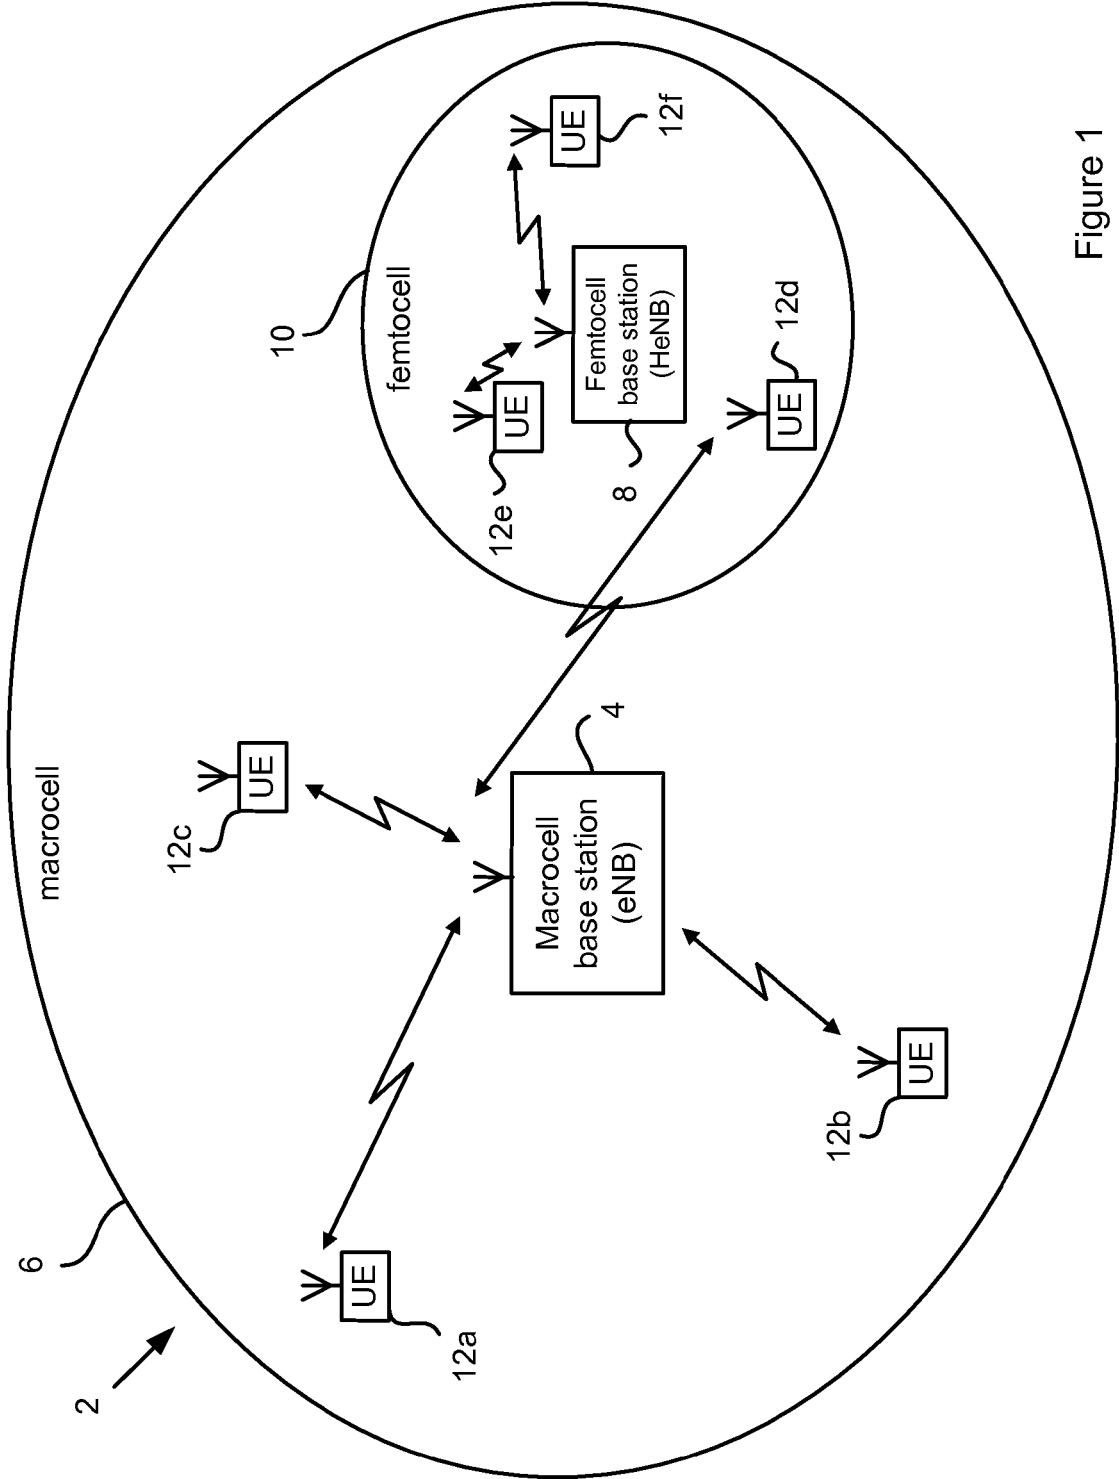 2
6
macrocell
10
femtocell
12a
UE
12b
UE
12c
UE
Macrocell
base station
(eNB)
4
12e
UE
8
Femtocell
base station
(HeNB)
UE
12f
UE
12d
Figure 1